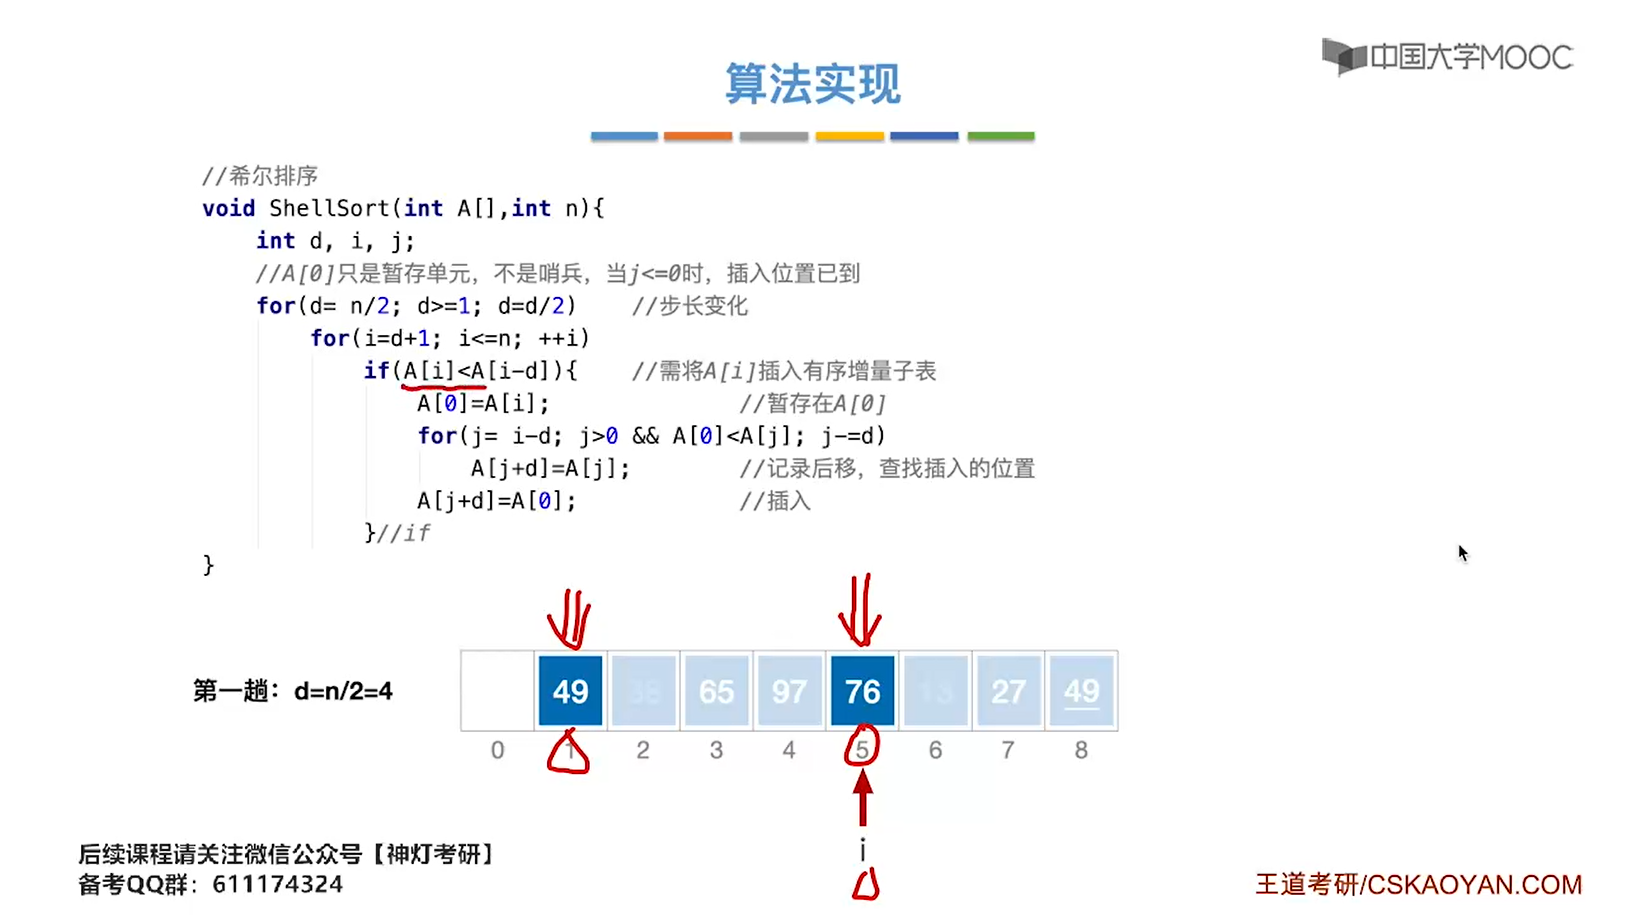 中国大学MOOC
算法实现
//希尔排序
void ShellSort(int A[],int n){
int d, i, j;
//A[0]只是暂存单元，不是哨兵，当j<=0时，插入位置已到
for(d= n/2; d>=1; d=d/2) //步长变化
for(i=d+1; i<=n; ++i)
if(A[i]<A[i-d]){ //需将A[i]插入有序增量子表
A[0]=A[i]; //暂存在A[0]
for(j= i-d; j>0 && A[0]<A[j]; j-=d)
A[j+d]=A[j]; //记录后移，查找插入的位置
A[j+d]=A[0]; //插入
}//if
}
第一趟：d=n/2=4 49 65 97 76 13 27 49
0 1 2 3 4 5 6 7 8
i
后续课程请关注微信公众号【神灯考研】
备考QQ群：611174324
王道考研/CSKAOYAN.COM